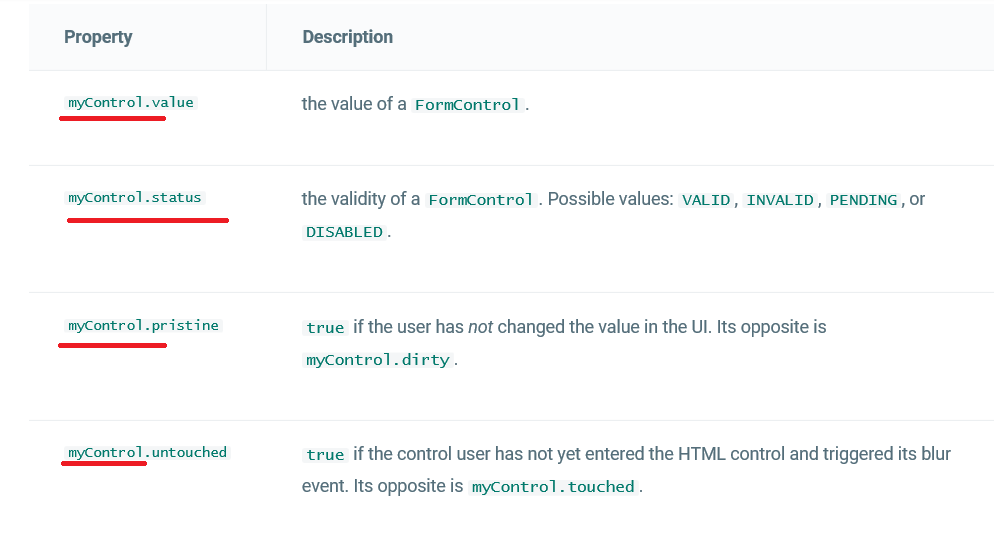 Property Description
myControl.value the value of a FormControl.
myControl.status the validity of a FormControl. Possible values: VALID, INVALID, PENDING, or
DISABLED.
myControl.pristine true if the user has not changed the value in the UI. Its opposite is
myControl.dirty.
myControl.untouched true if the control user has not yet entered the HTML control and triggered its blur
event. Its opposite is myControl.touched.